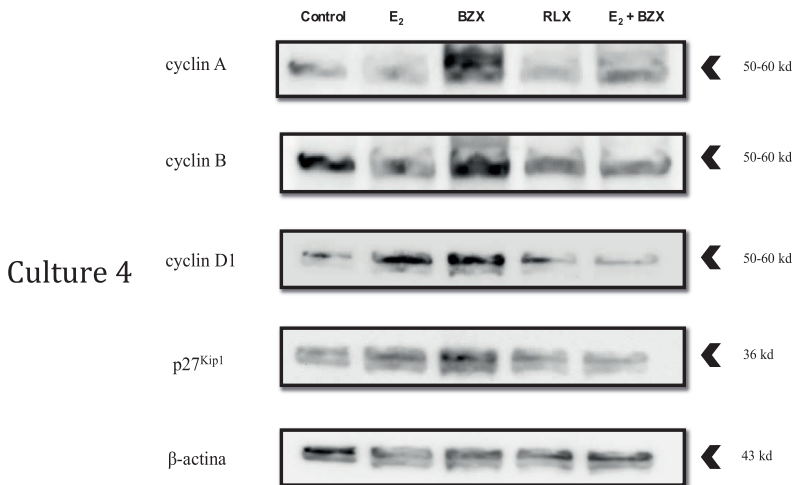 Control E₂ BZX RLX E₂ + BZX
cyclin A 50-60 kd
cyclin B 50-60 kd
cyclin D1 50-60 kd
Culture 4
p27ᴷⁱᵖ¹ 36 kd
β-actina 43 kd